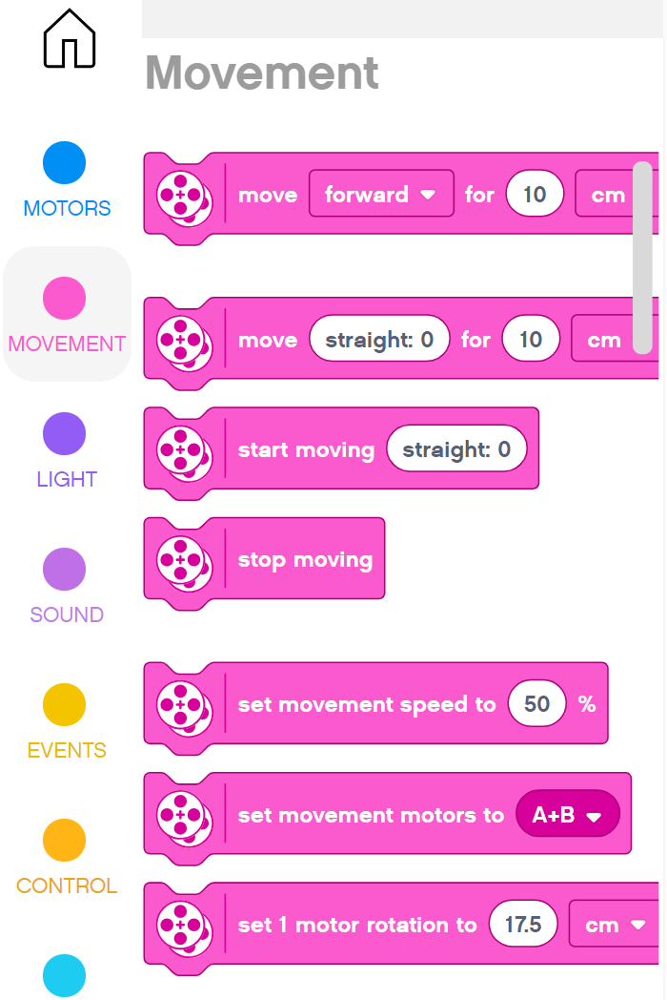 Movement
MOTORS
MOVEMENT
LIGHT
SOUND
EVENTS
CONTROL
move forward for 10 cm
move straight: 0 for 10 cm
start moving straight: 0
stop moving
set movement speed to 50 %
set movement motors to A+B
set 1 motor rotation to 17.5 cm